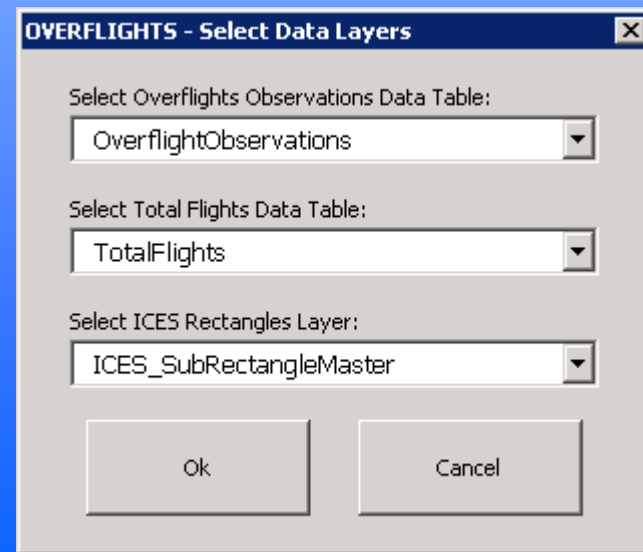 OVERFLIGHTS - Select Data Layers
Select Overflights Observations Data Table:
OverflightObservations
Select Total Flights Data Table:
TotalFlights
Select ICES Rectangles Layer:
ICES_SubRectangleMaster
Ok Cancel